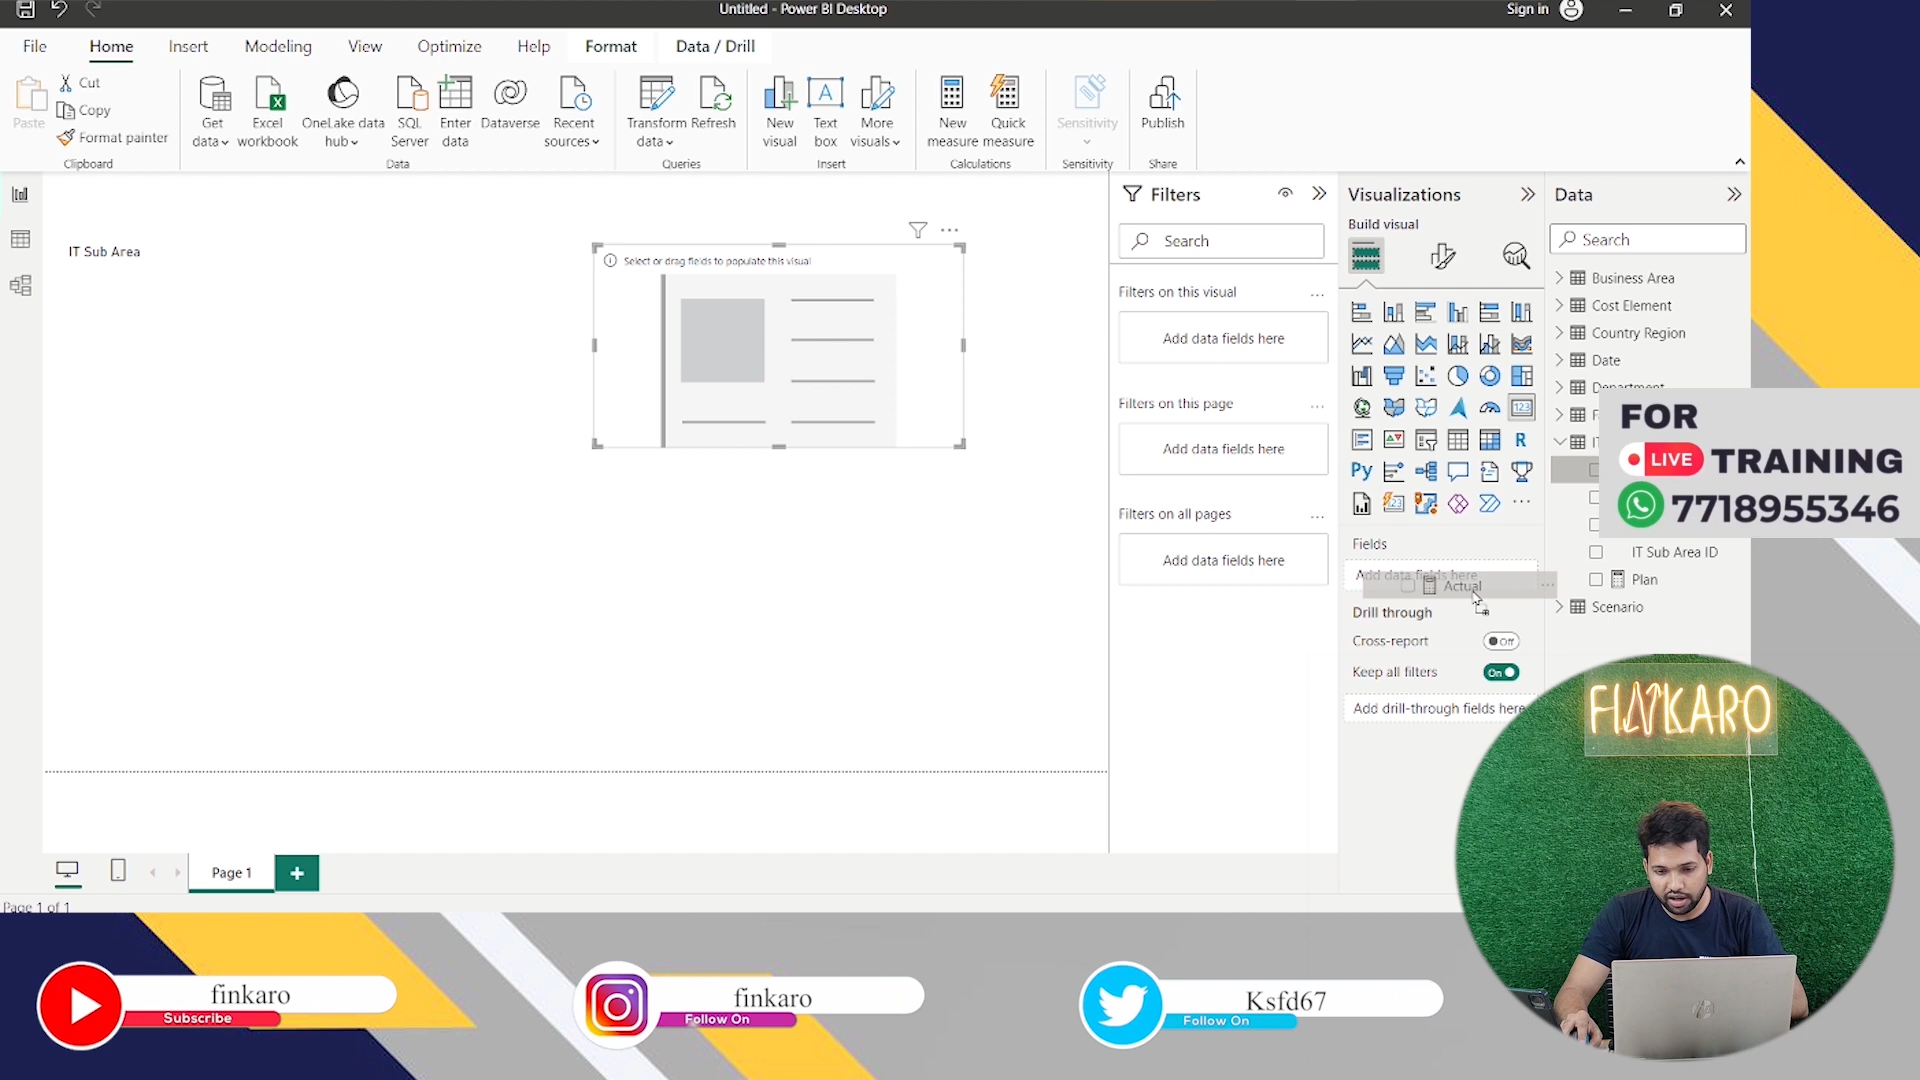 Untitled - Power BI Desktop
Sign in
File
Home
Insert
Modeling
View
Optimize
Help
Format
Data / Drill
Paste
Cut
Copy
Format painter
Clipboard
Get data
Excel workbook
OneLake data hub
SQL Server
Enter data
Dataverse
Recent sources
Data
Transform data
Refresh
Queries
New visual
Text box
More visuals
Insert
New measure
Quick measure
Calculations
Sensitivity
Sensitivity
Publish
Share
IT Sub Area
Select or drag fields to populate this visual
Filters
Search
Filters on this visual
Add data fields here
Filters on this page
Add data fields here
Filters on all pages
Add data fields here
Visualizations
Build visual
123
R
Py
Fields
Add data fields here
Actual
Drill through
Cross-report
Off
Keep all filters
On
Add drill-through fields here
Data
Search
Business Area
Cost Element
Country Region
Date
Department
IT Sub Area ID
Plan
Scenario
FOR
LIVE TRAINING
7718955346
FINKARO
Page 1
Page 1 of 1
finkaro
Subscribe
finkaro
Follow On
Ksfd67
Follow On